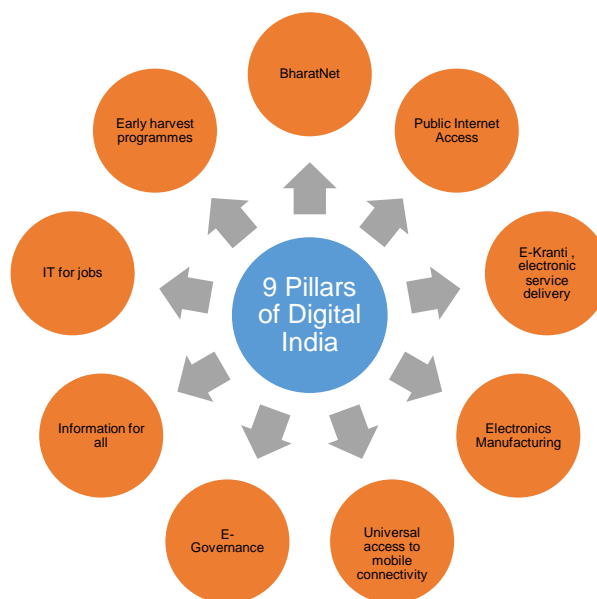 BharatNet
Early harvest
programmes
Public Internet
Access
IT for jobs
E-Kranti ,
electronic
service
delivery
9 Pillars
of Digital
India
Information for
all
Electronics
Manufacturing
E-
Governance
Universal
access to
mobile
connectivity